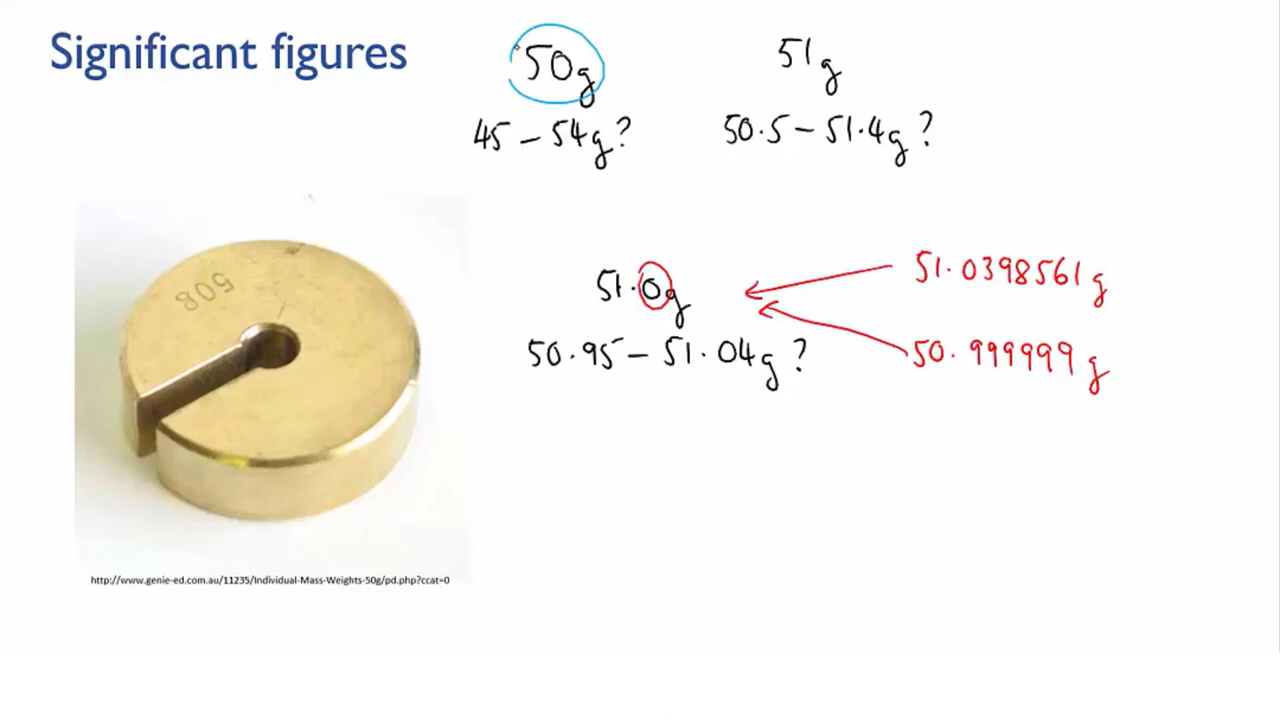 Significant figures
50g
51g
45 – 54g?
50.5 – 51.4g?
50g
51.0g
51.0398561g
50.95 – 51.04g?
50.999999g
http://www.genie-ed.com.au/11235/Individual-Mass-Weights-50g/pd.php?ccat=0